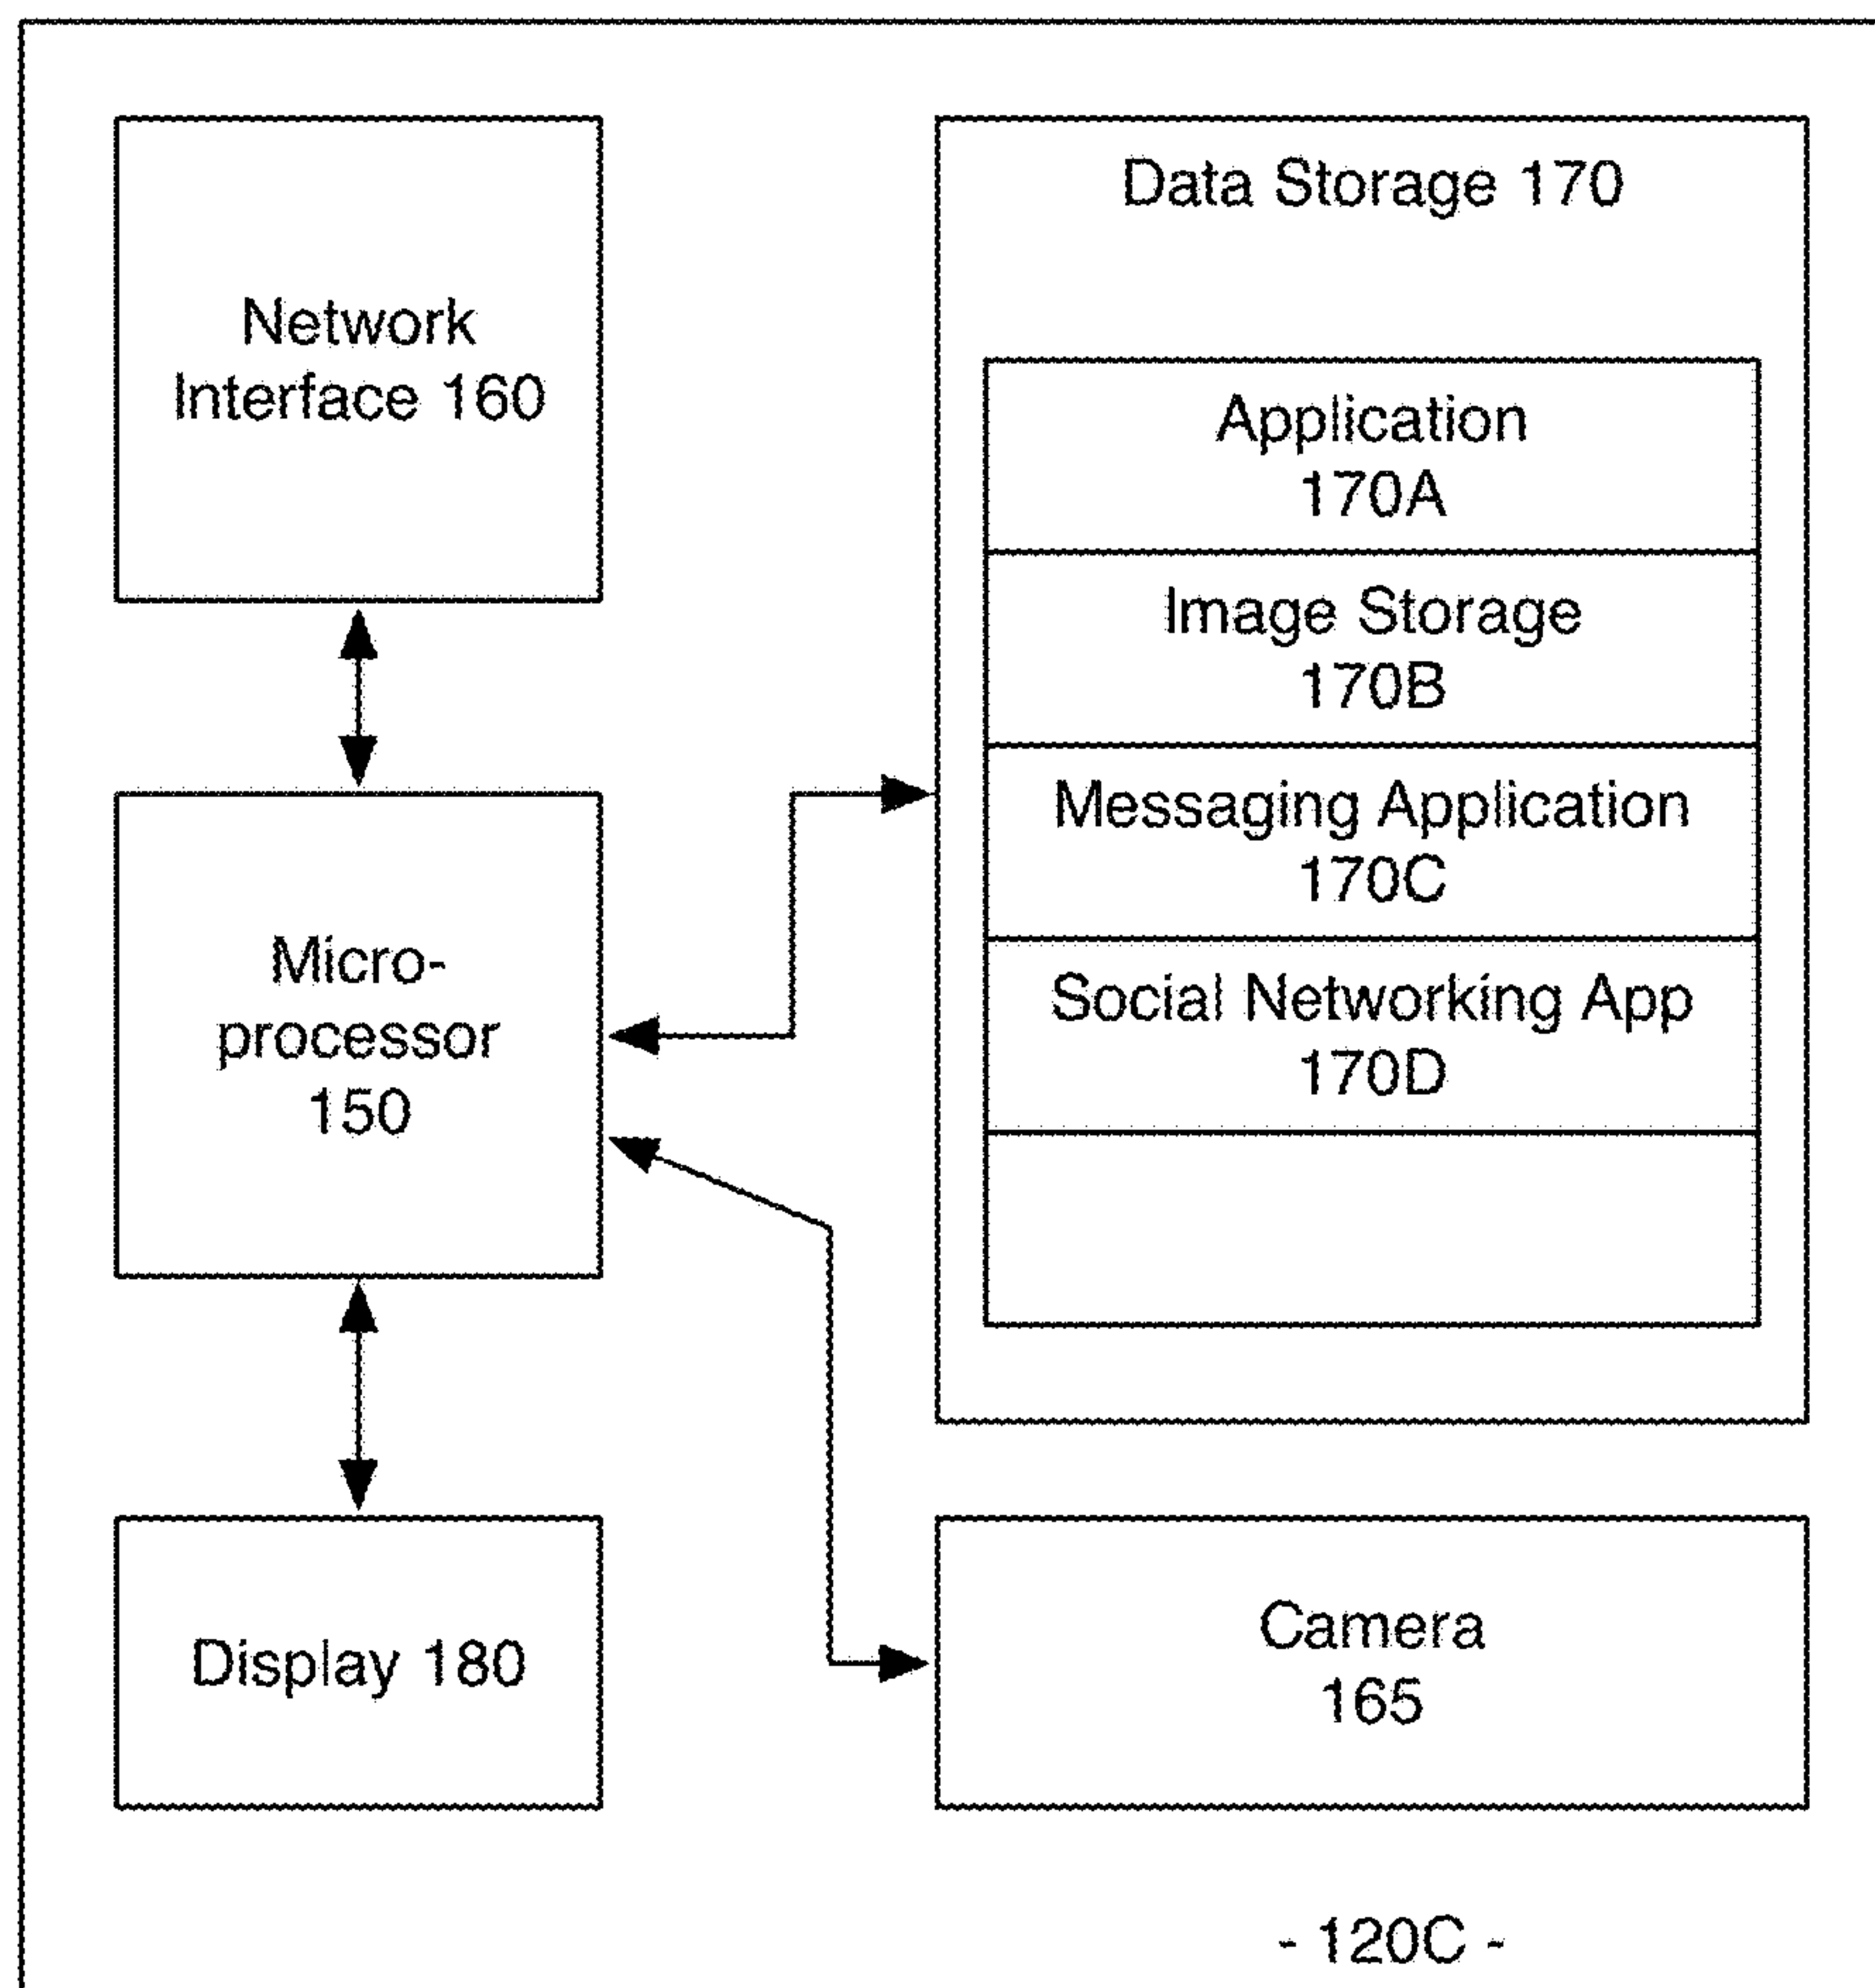 Network
Interface 160
Micro-
processor
150
Display 180
Data Storage 170
Application
170A
Image Storage
170B
Messaging Application
170C
Social Networking App
170D
Camera
165
- 120C -